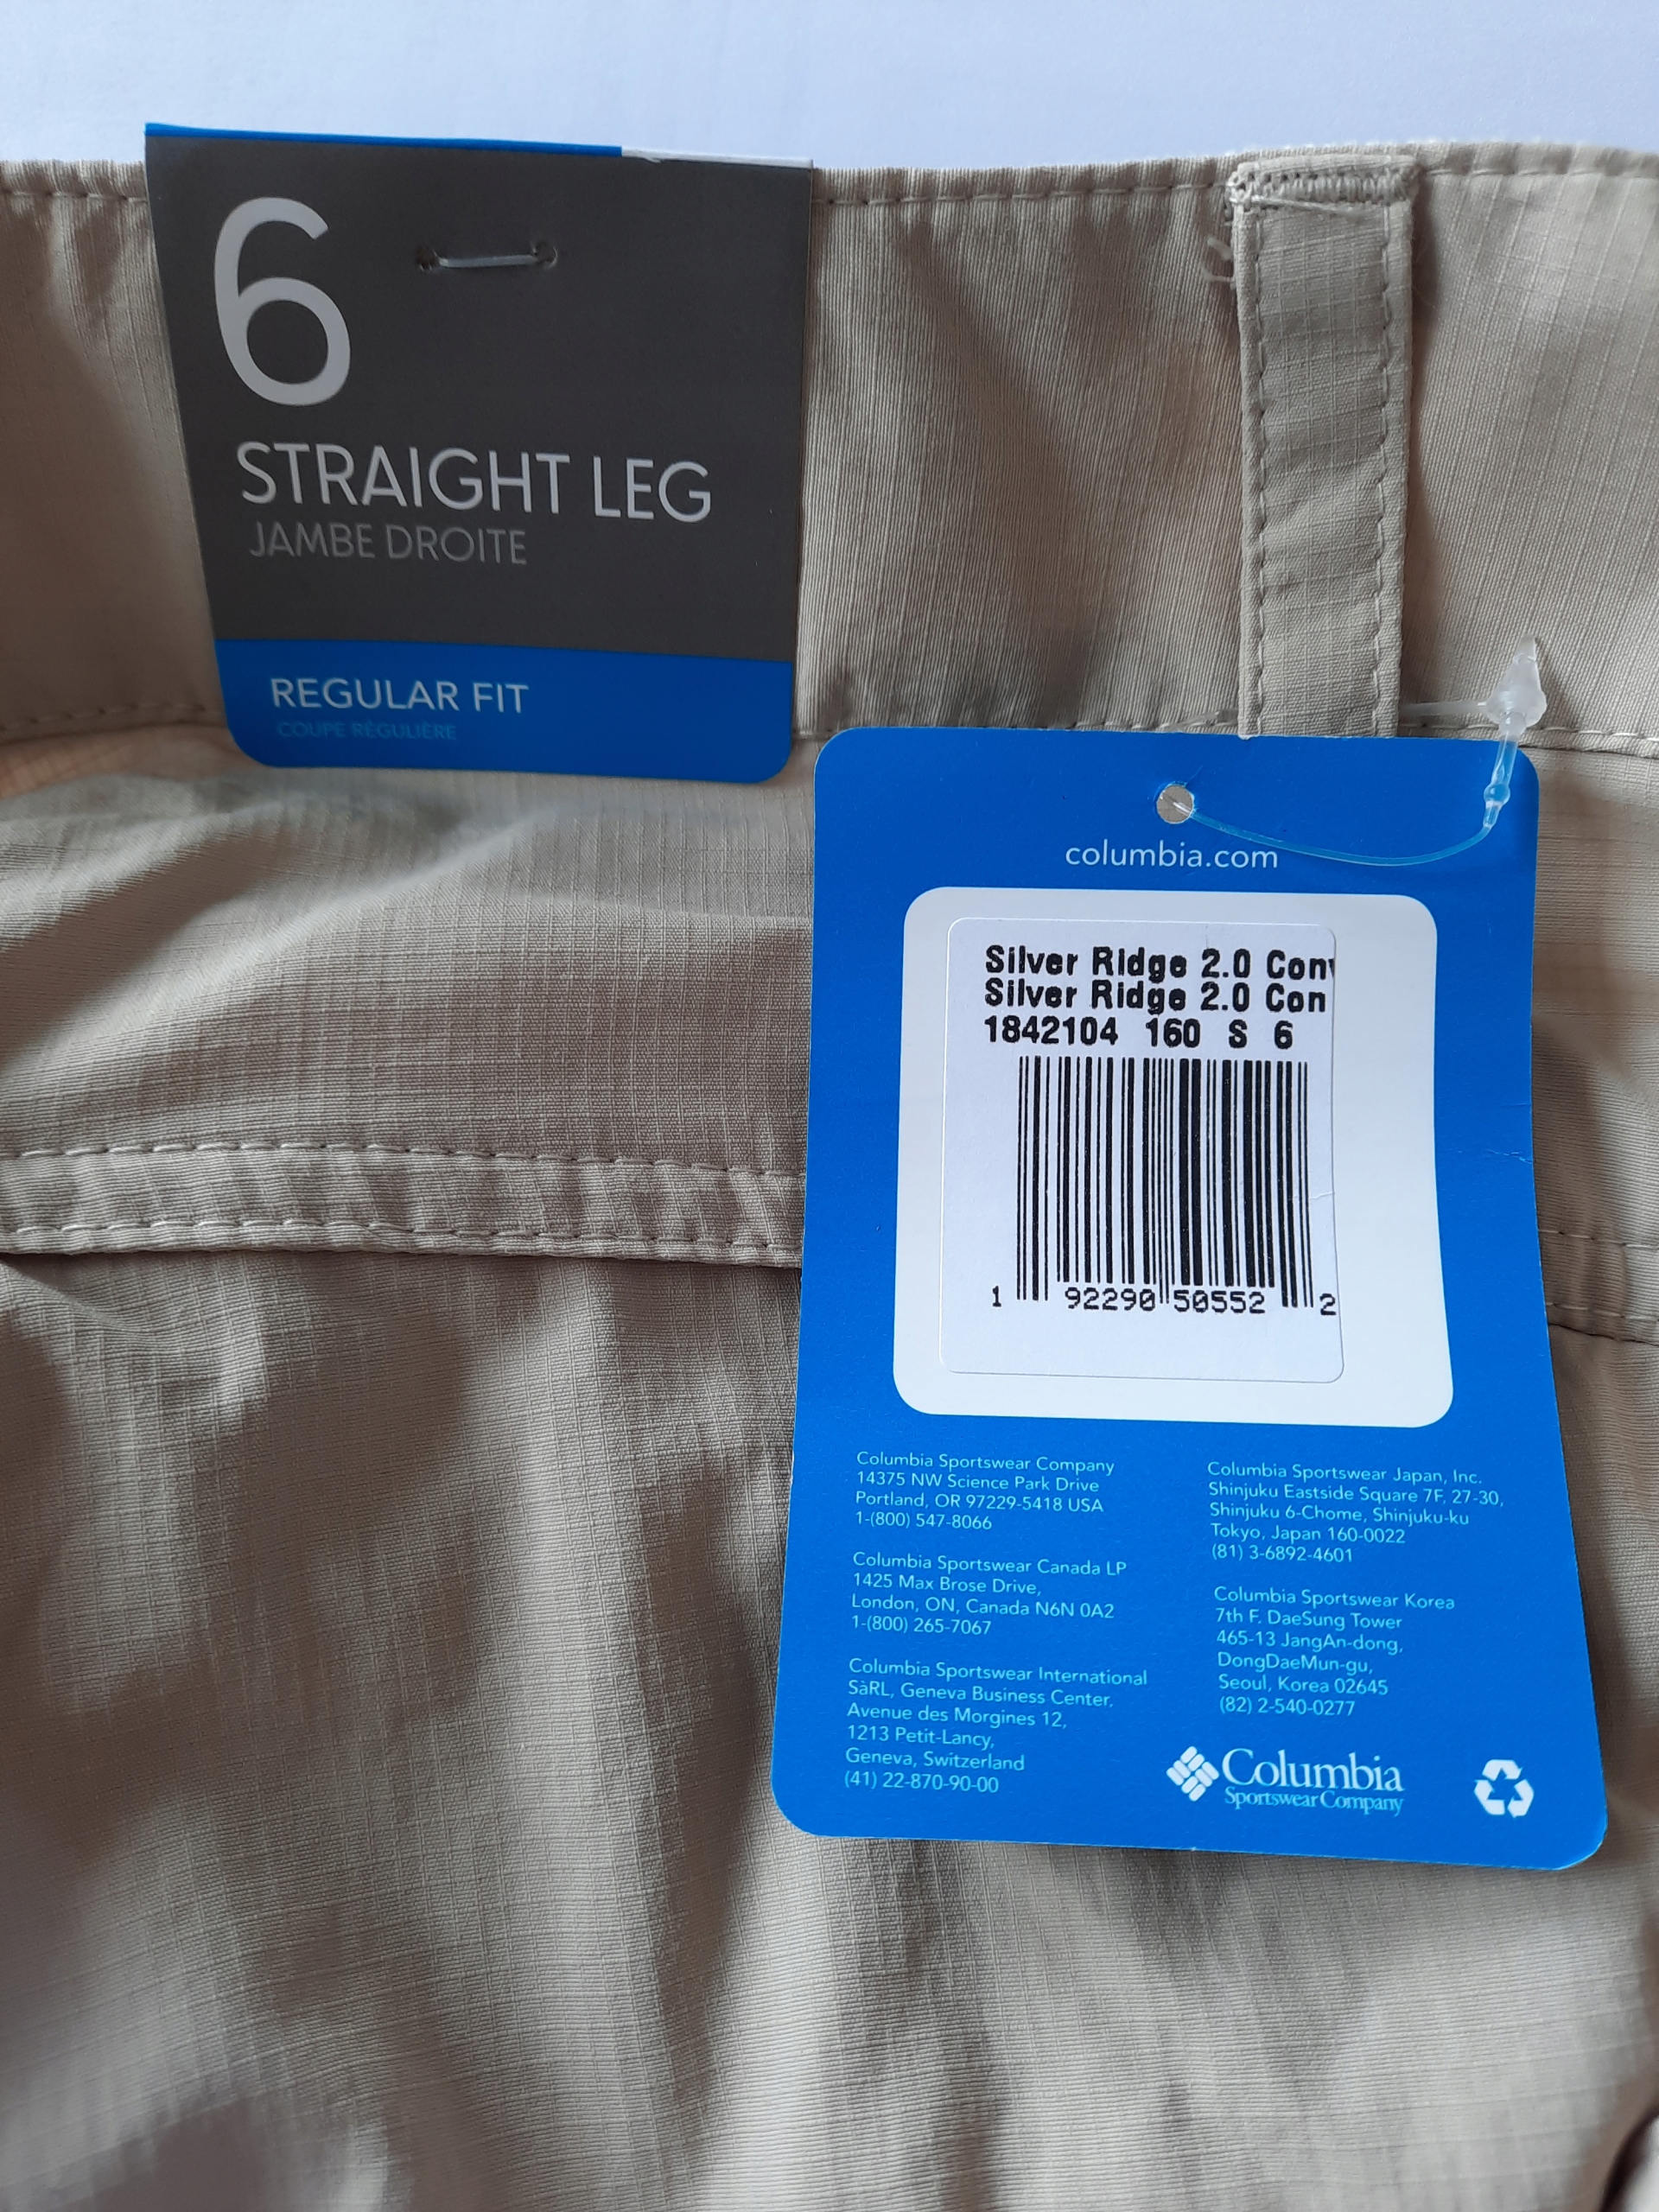 6
STRAIGHT LEG
JAMBE DROITE
REGULAR FIT
COUPE RÉGULIÈRE
columbia.com
Silver Ridge 2.0 Con
Silver Ridge 2.0 Con
1842104 160 S 6
1 92290 50552 2
Columbia Sportswear Company
14375 NW Science Park Drive
Portland, OR 97229-5418 USA
1-(800) 547-8066
Columbia Sportswear Canada LP
1425 Max Brose Drive,
London, ON, Canada N6N 0A2
1-(800) 265-7067
Columbia Sportswear International
SàRL, Geneva Business Center,
Avenue des Morgines 12,
1213 Petit-Lancy,
Geneva, Switzerland
(41) 22-870-90-00
Columbia Sportswear Japan, Inc.
Shinjuku Eastside Square 7F, 27-30,
Shinjuku 6-Chome, Shinjuku-ku
Tokyo, Japan 160-0022
(81) 3-6892-4601
Columbia Sportswear Korea
7th F. DaeSung Tower
465-13 JangAn-dong,
DongDaeMun-gu,
Seoul, Korea 02645
(82) 2-540-0277
Columbia
Sportswear Company